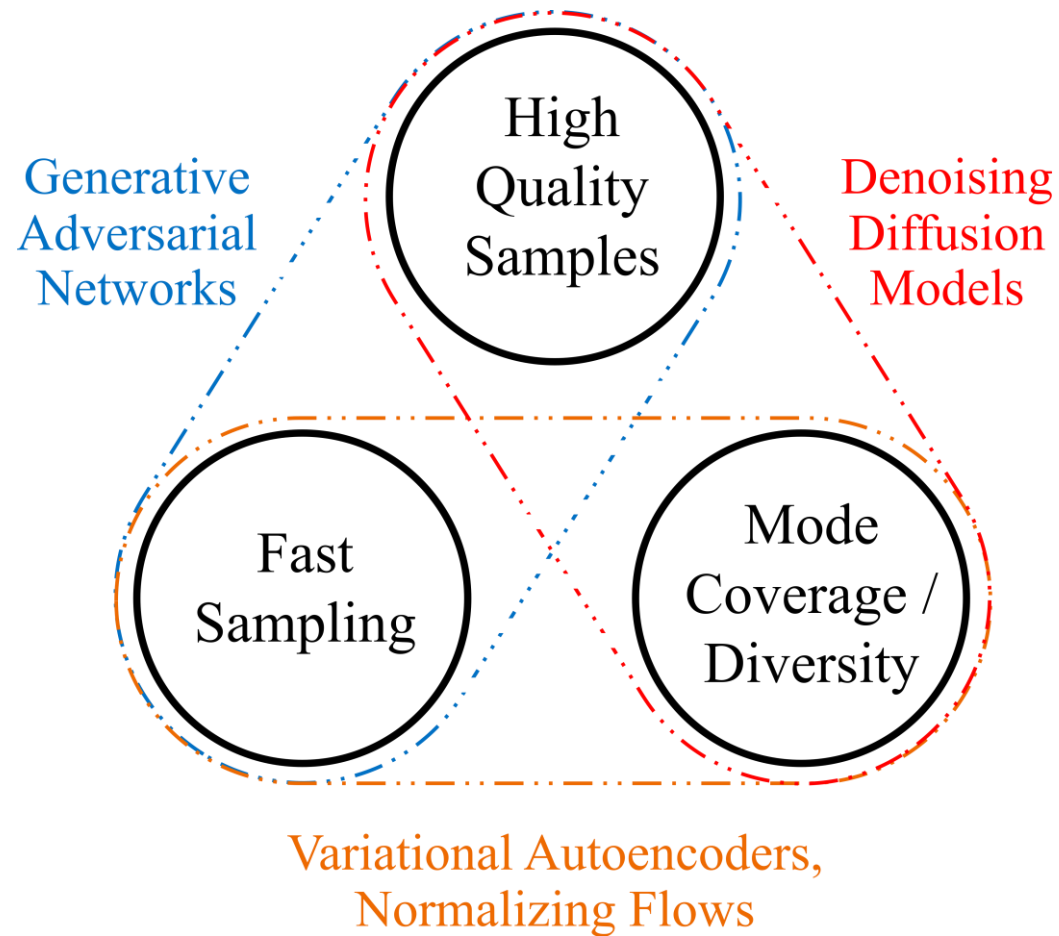 High
Quality
Samples
Generative
Adversarial
Networks
Denoising
Diffusion
Models
Fast
Sampling
Mode
Coverage /
Diversity
Variational Autoencoders,
Normalizing Flows